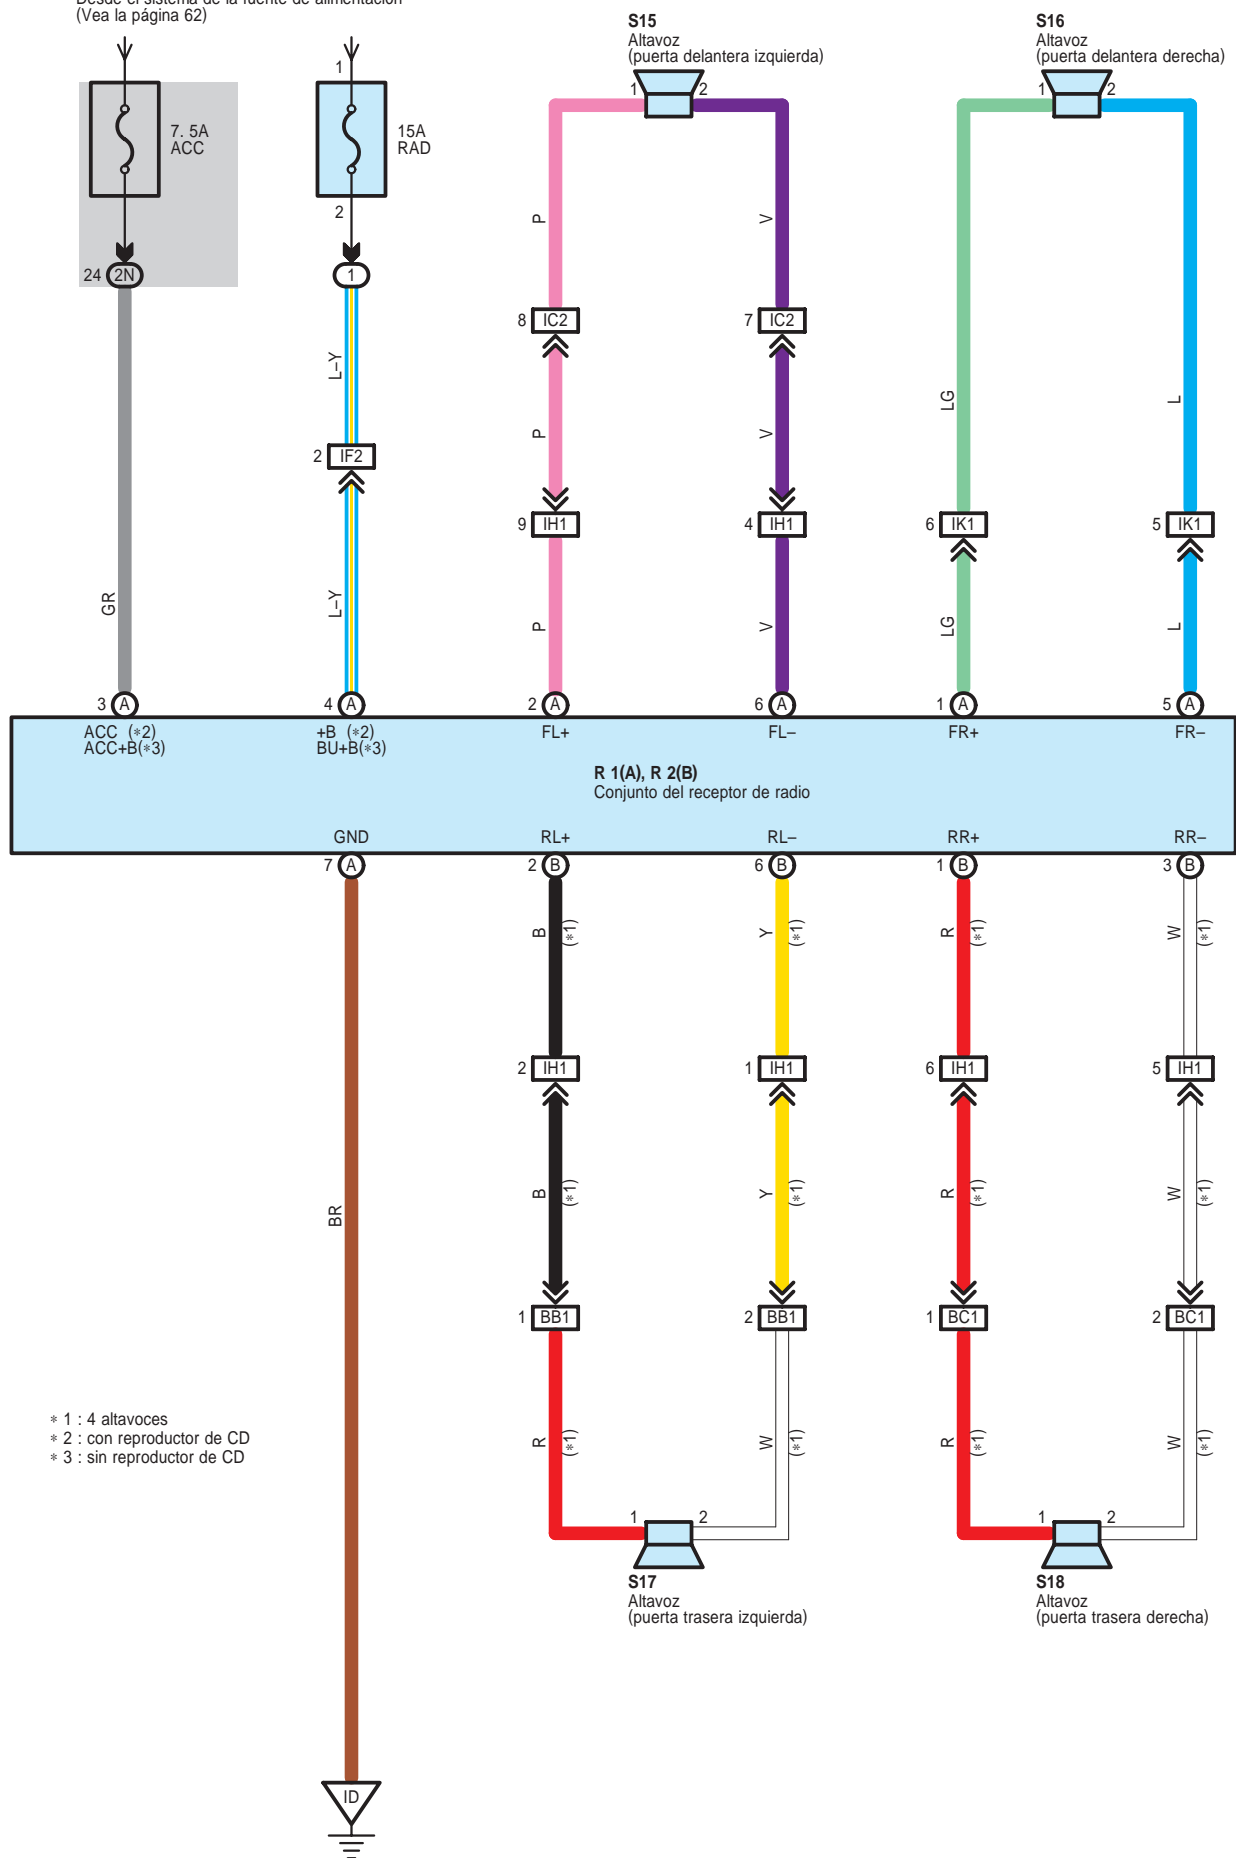 Desde el sistema de la fuente de alimentación
(Vea la página 62)
S15
Altavoz
(puerta delantera izquierda)
S16
Altavoz
(puerta delantera derecha)
1
1 2
1 2
7. 5A
ACC
15A
RAD
2
P
V
24 2N
1
8 IC2
7 IC2
L–Y
LG
L
P
V
2 IF2
9 IH1
4 IH1
6 IK1
5 IK1
GR
L–Y
P
V
LG
L
3 A
4 A
2 A
6 A
1 A
5 A
ACC (∗2)
ACC+B(∗3)
+B (∗2)
BU+B(∗3)
FL+
FL–
FR+
FR–
R 1(A), R 2(B)
Conjunto del receptor de radio
GND
RL+
RL–
RR+
RR–
7 A
2 B
6 B
1 B
3 B
B (∗1)
Y (∗1)
R (∗1)
W (∗1)
2 IH1
1 IH1
6 IH1
5 IH1
BR
B (∗1)
Y (∗1)
R (∗1)
W (∗1)
1 BB1
2 BB1
1 BC1
2 BC1
∗ 1 : 4 altavoces
∗ 2 : con reproductor de CD
∗ 3 : sin reproductor de CD
R (∗1)
W (∗1)
R (∗1)
W (∗1)
1 2
1 2
S17
Altavoz
(puerta trasera izquierda)
S18
Altavoz
(puerta trasera derecha)
ID